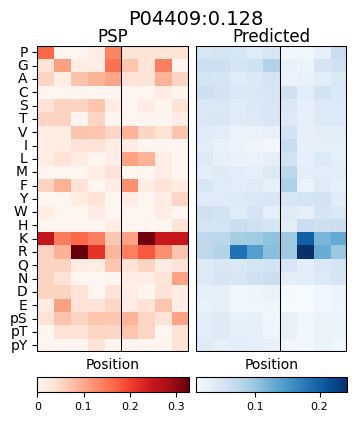 P04409:0.128
PSP Predicted
P
G
A
C
S
T
V
I
L
M
F
Y
W
H
K
R
Q
N
D
E
pS
pT
pY
Position Position
0 0.1 0.2 0.3 0.1 0.2